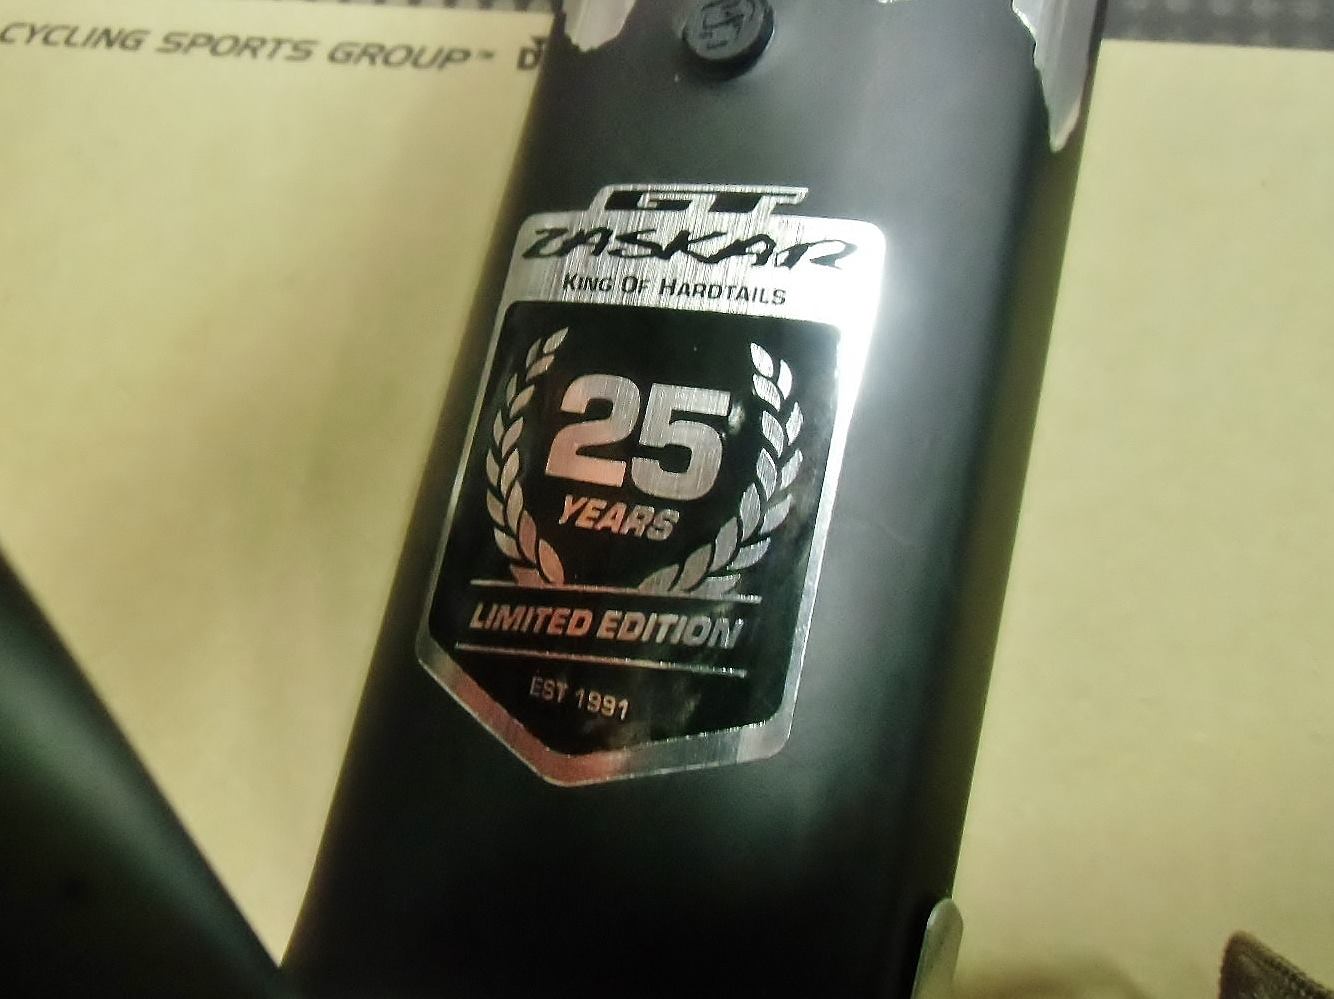 CYCLING SPORTS GROUP™
GT
ZASKAR
KING OF HARDTAILS
25
YEARS
LIMITED EDITION
EST 1991